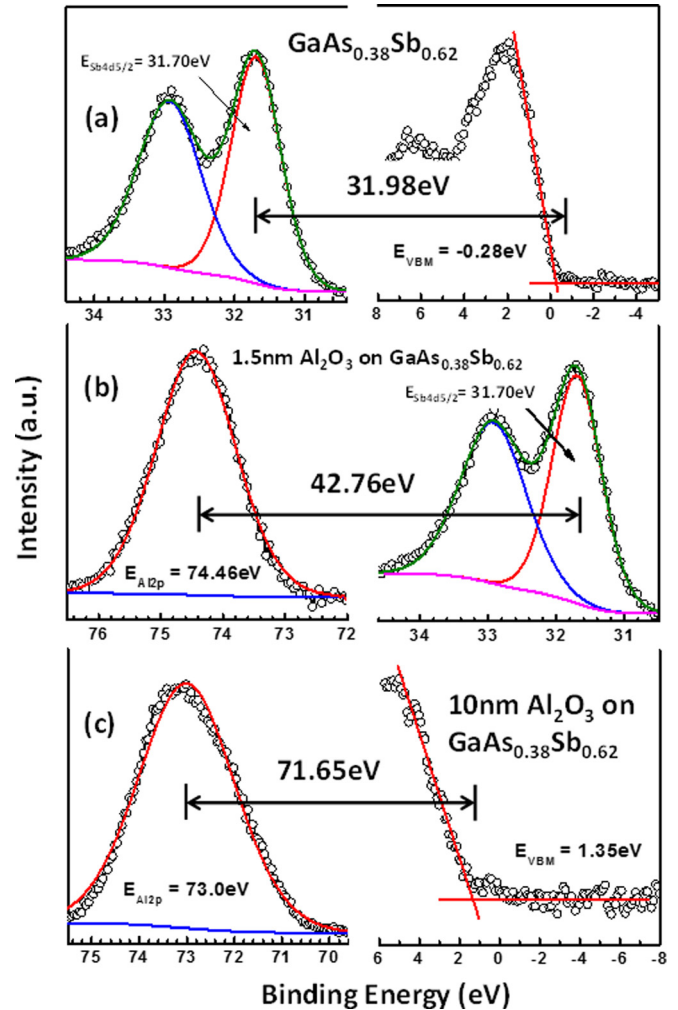 GaAs0.38Sb0.62
ESb4d5/2= 31.70eV
(a)
31.98eV
EVBM = -0.28eV
34 33 32 31 8 6 4 2 0 -2 -4
(b)
1.5nm Al2O3 on GaAs0.38Sb0.62
ESb4d5/2= 31.70eV
42.76eV
EAl2p = 74.46eV
76 75 74 73 72 34 33 32 31
Intensity (a.u.)
(c)
10nm Al2O3 on
GaAs0.38Sb0.62
71.65eV
EVBM = 1.35eV
EAl2p = 73.0eV
75 74 73 72 71 70 6 4 2 0 -2 -4 -6 -8
Binding Energy (eV)